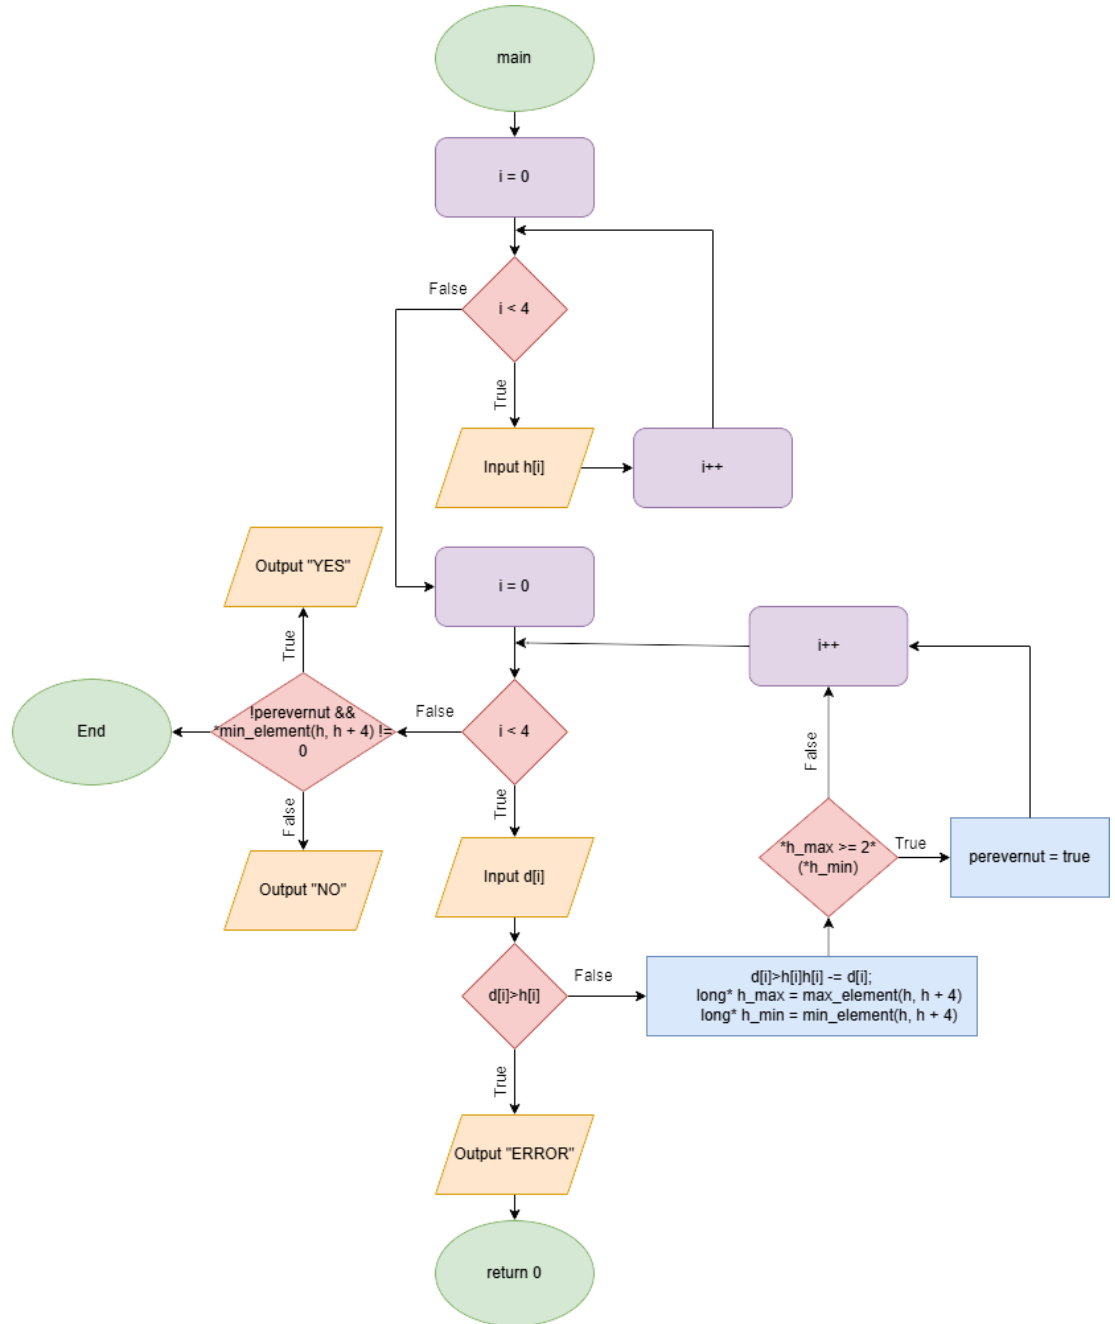 main
i = 0
False
i < 4
True
Input h[i]
i++
Output "YES"
i = 0
True
i++
!perevernut &&
*min_element(h, h + 4) !=
0
End
False
i < 4
False
True
False
*h_max >= 2*
(*h_min)
True
perevernut = true
Output "NO"
Input d[i]
d[i]>h[i]
False
d[i]>h[i]h[i] -= d[i];
long* h_max = max_element(h, h + 4)
long* h_min = min_element(h, h + 4)
True
Output "ERROR"
return 0